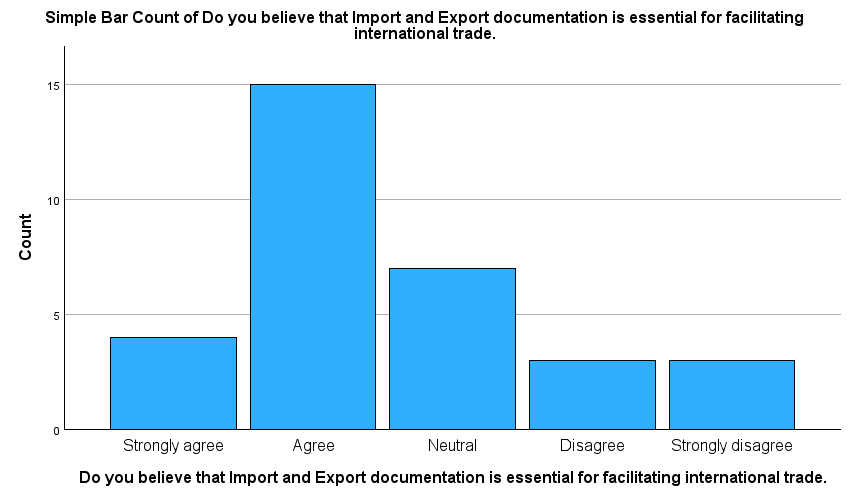 Simple Bar Count of Do you believe that Import and Export documentation is essential for facilitating
international trade.
15
10
5
0
Count
Strongly agree
Agree
Neutral
Disagree
Strongly disagree
Do you believe that Import and Export documentation is essential for facilitating international trade.